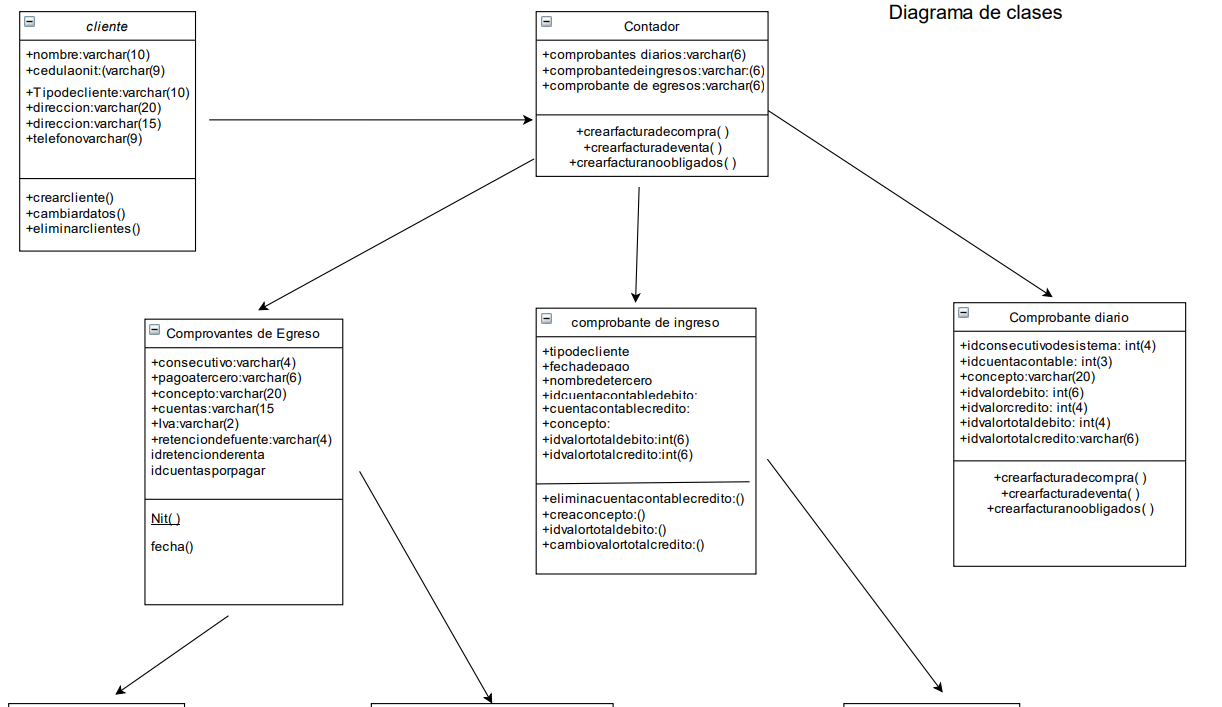 Diagrama de clases
cliente
+nombre:varchar(10)
+cedulaonit:(varchar(9)
+Tipodecliente:varchar(10)
+direccion:varchar(20)
+direccion:varchar(15)
+telefonovarchar(9)
+crearcliente()
+cambiardatos()
+eliminarclientes()
Contador
+comprobantes diarios:varchar(6)
+comprobantedeingresos:varchar:(6)
+comprobante de egresos:varchar(6)
+crearfacturadecompra( )
+crearfacturadeventa( )
+crearfacturanoobligados( )
Comprovantes de Egreso
+consecutivo:varchar(4)
+pagoatercero:varchar(6)
+concepto:varchar(20)
+cuentas:varchar(15
+Iva:varchar(2)
+retenciondefuente:varchar(4)
idretencionderenta
idcuentasporpagar
Nit( )
fecha()
comprobante de ingreso
+tipodecliente
+fechadepago
+nombredetercero
+idcuentacontabledebito:
+cuentacontablecredito:
+concepto:
+idvalortotaldebito:int(6)
+idvalortotalcredito:int(6)
+eliminacuentacontablecredito:()
+creaconcepto:()
+idvalortotaldebito:()
+cambiovalortotalcredito:()
Comprobante diario
+idconsecutivodesistema: int(4)
+idcuentacontable: int(3)
+concepto:varchar(20)
+idvalordebito: int(6)
+idvalorcredito: int(4)
+idvalortotaldebito: int(4)
+idvalortotalcredito:varchar(6)
+crearfacturadecompra( )
+crearfacturadeventa( )
+crearfacturanoobligados( )